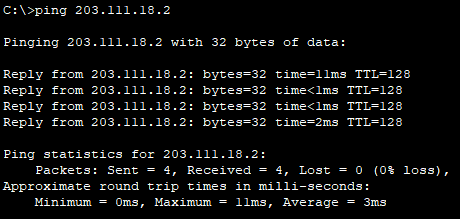 C:\>ping 203.111.18.2
Pinging 203.111.18.2 with 32 bytes of data:
Reply from 203.111.18.2: bytes=32 time=11ms TTL=128
Reply from 203.111.18.2: bytes=32 time<1ms TTL=128
Reply from 203.111.18.2: bytes=32 time<1ms TTL=128
Reply from 203.111.18.2: bytes=32 time=2ms TTL=128
Ping statistics for 203.111.18.2:
    Packets: Sent = 4, Received = 4, Lost = 0 (0% loss),
Approximate round trip times in milli-seconds:
    Minimum = 0ms, Maximum = 11ms, Average = 3ms